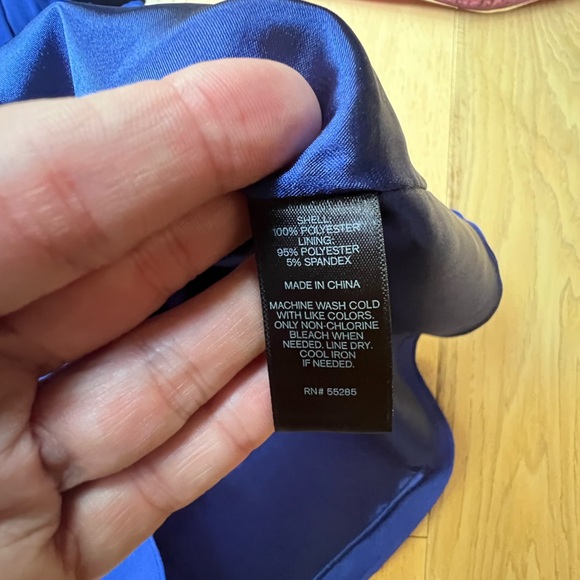 SHELL:
100% POLYESTER
LINING:
95% POLYESTER
5% SPANDEX
MADE IN CHINA
MACHINE WASH COLD
WITH LIKE COLORS.
ONLY NON-CHLORINE
BLEACH WHEN
NEEDED. LINE DRY.
COOL IRON
IF NEEDED.
RN# 55285